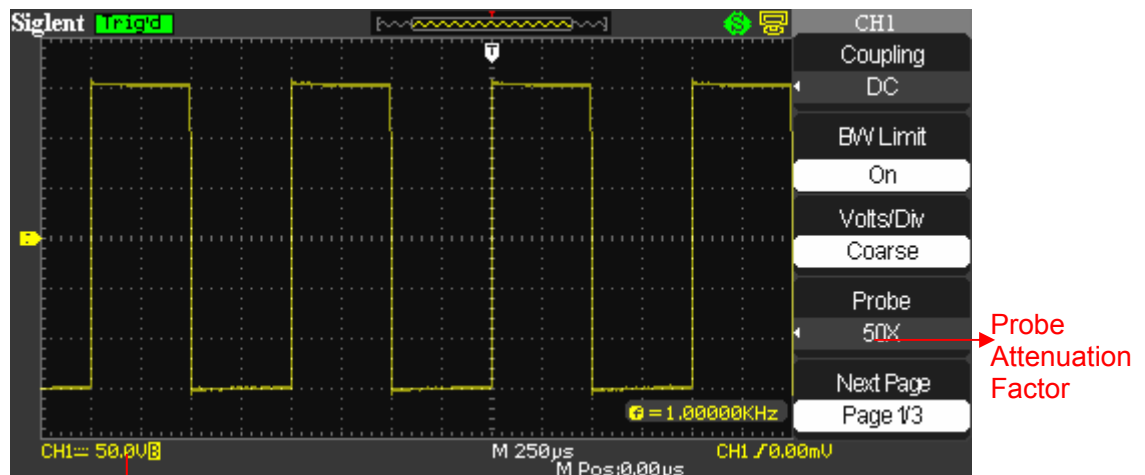 Siglent Trig'd
CH1
Coupling
DC
BW Limit
On
Volts/Div
Coarse
Probe
50X
Next Page
Page 1/3
Probe
Attenuation
Factor
T
f = 1.00000KHz
CH1 50.0V B
M 250µs
M Pos:0.00µs
CH1 0.00mV